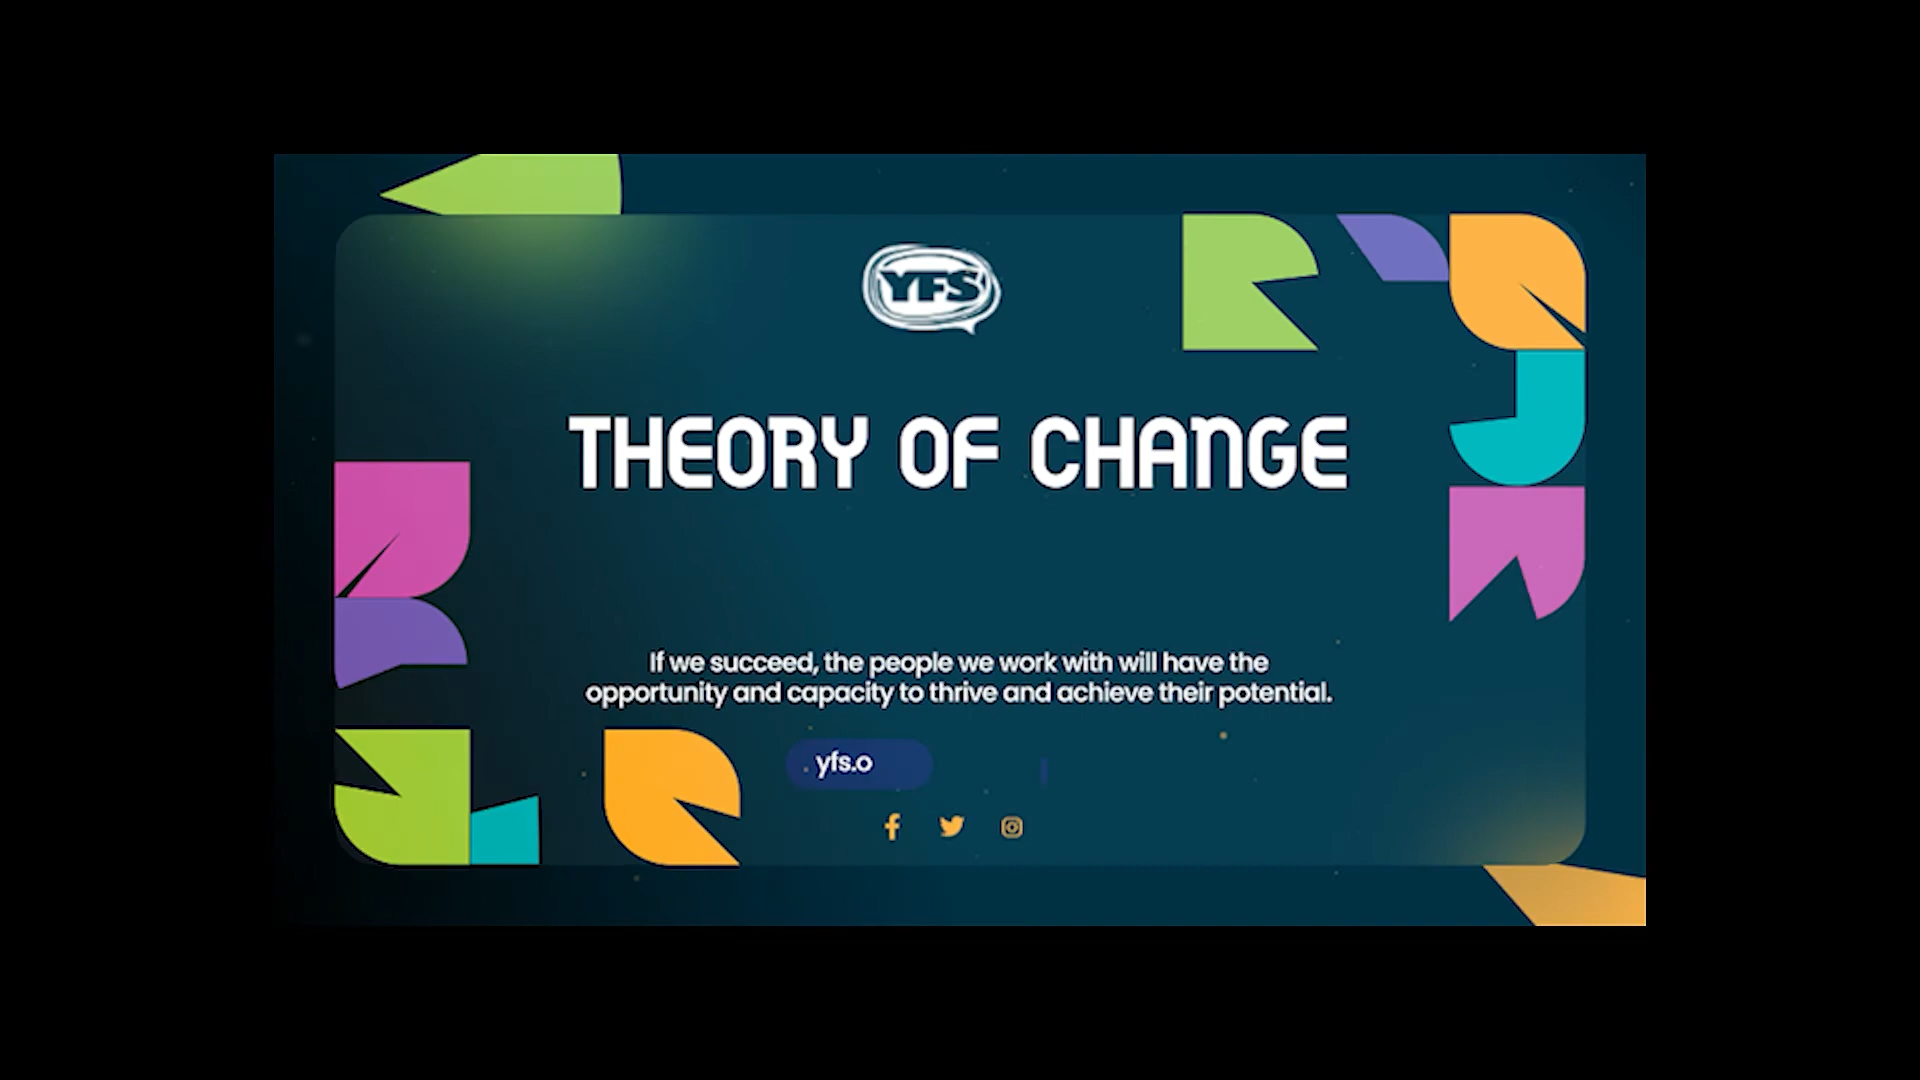 YFS
THEORY OF CHANGE
If we succeed, the people we work with will have the
opportunity and capacity to thrive and achieve their potential.
yfs.o